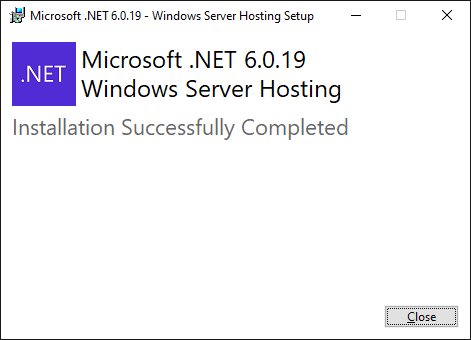 Microsoft .NET 6.0.19 - Windows Server Hosting Setup
.NET
Microsoft .NET 6.0.19
Windows Server Hosting
Installation Successfully Completed
Close